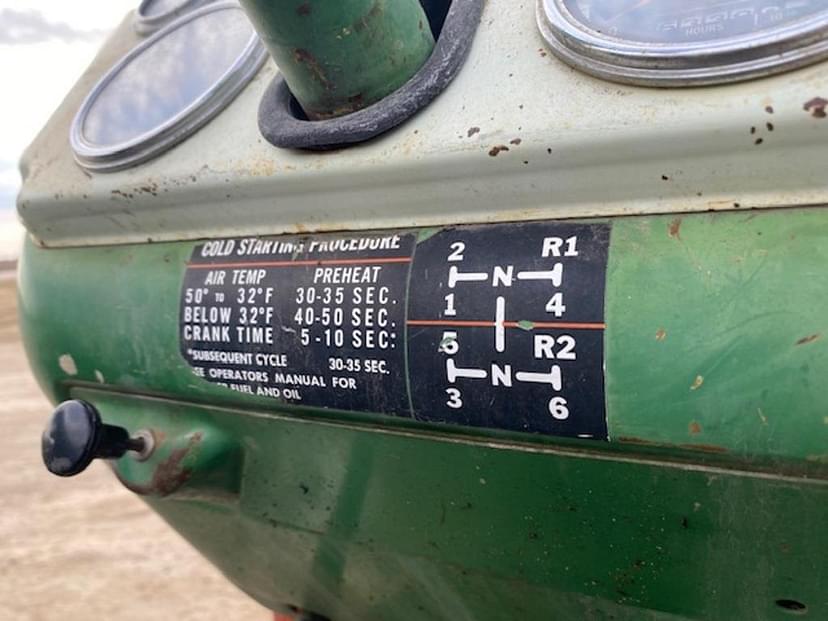 HOURS
COLD STARTING PROCEDURE
AIR TEMP PREHEAT
50° TO 32°F 30-35 SEC.
BELOW 32°F 40-50 SEC.
CRANK TIME 5-10 SEC.
*SUBSEQUENT CYCLE 30-35 SEC.
SEE OPERATORS MANUAL FOR
FUEL AND OIL
2 R1
N
1 4
5 R2
N
3 6